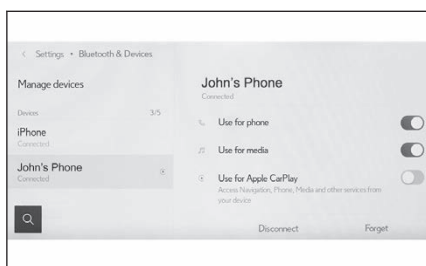 < Settings • Bluetooth & Devices
Manage devices
Devices 3/5
iPhone
Connected
John's Phone
Connected
John's Phone
Connected
Use for phone
Use for media
Use for Apple CarPlay
Access Navigation, Phone, Media and other services from
your device
Disconnect Forget